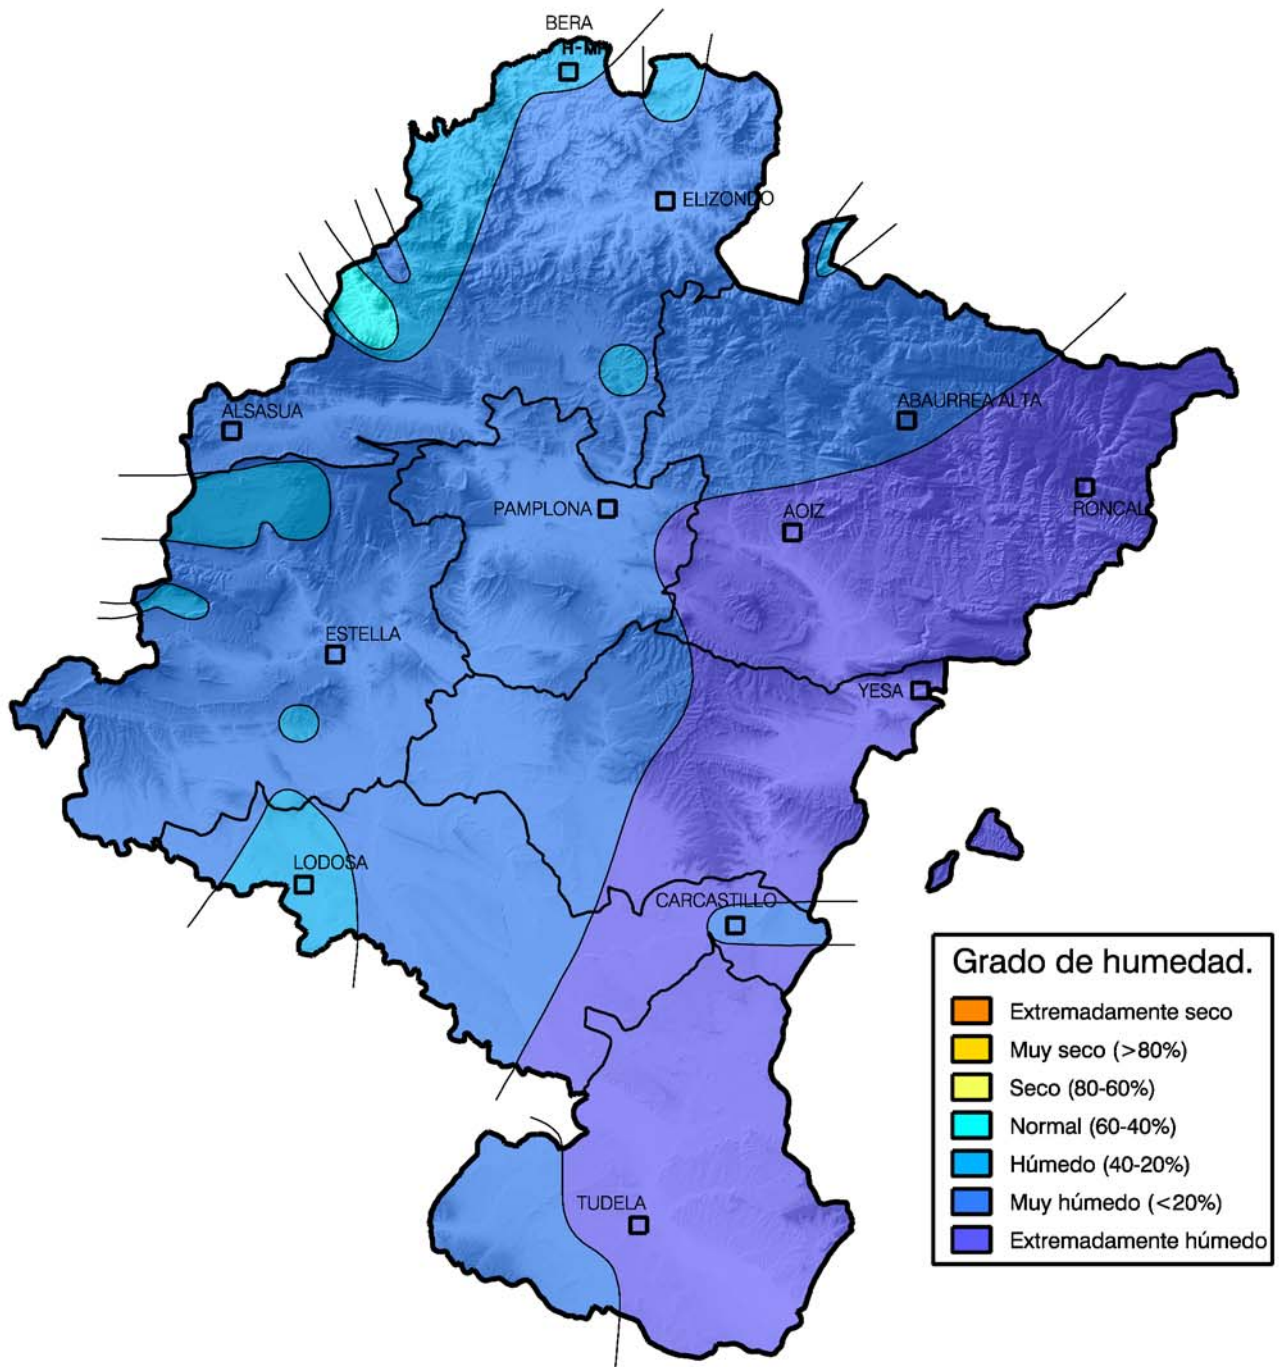 BERA
ELIZONDO
ALSASUA
ABAURREA ALTA
PAMPLONA
AOIZ
RONCAL
ESTELLA
YESA
LODOSA
CARCASTILLO
TUDELA
Grado de humedad.
Extremadamente seco
Muy seco (>80%)
Seco (80-60%)
Normal (60-40%)
Húmedo (40-20%)
Muy húmedo (<20%)
Extremadamente húmedo